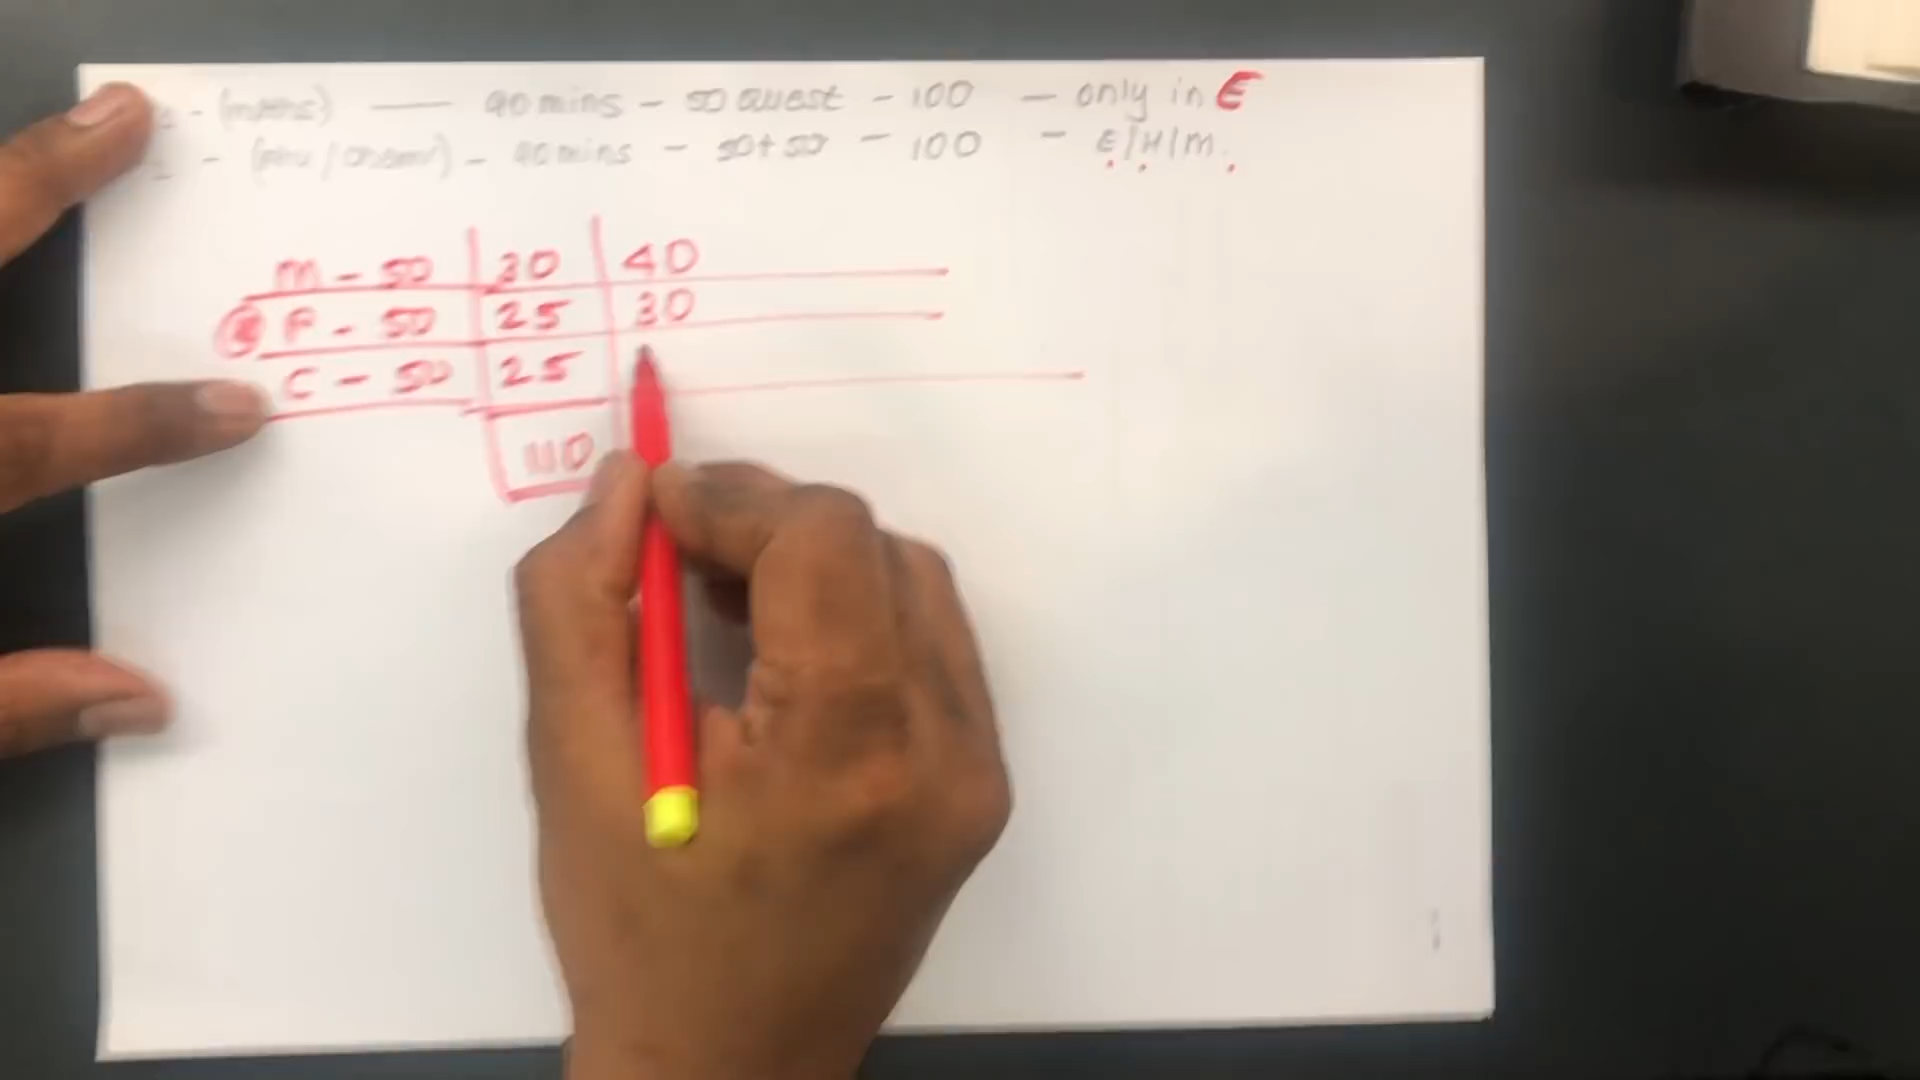 - (maths) — 90 mins - 50 Quest - 100 - only in E
- (phy / Chem) - 90 mins - 50 + 50 - 100 - E/H/M.
M - 50 30 40
P - 50 25 30
C - 50 25
110